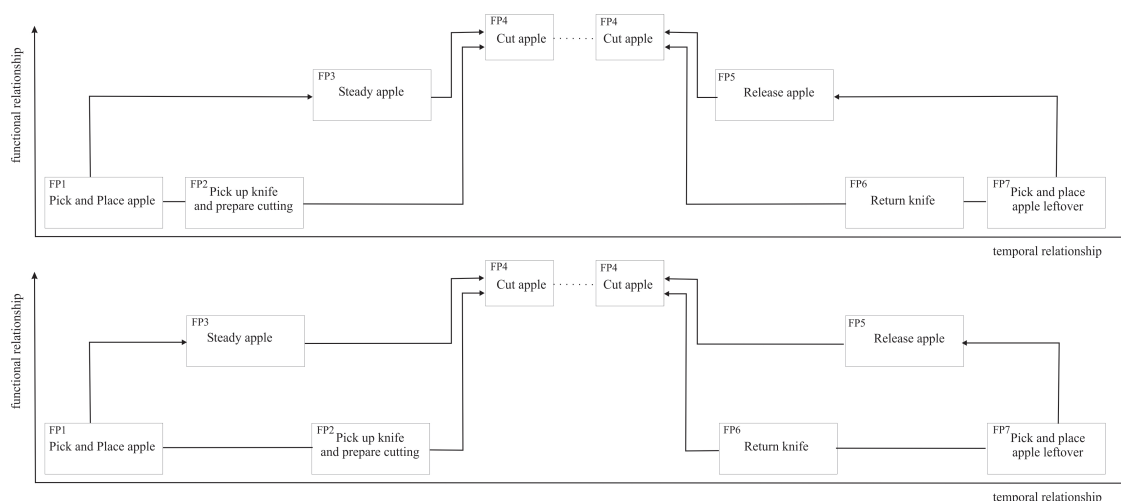 FP4
Cut apple
FP4
Cut apple
FP3
Steady apple
FP5
Release apple
functional relationship
FP1
Pick and Place apple
FP2
Pick up knife
and prepare cutting
FP6
Return knife
FP7
Pick and place
apple leftover
temporal relationship
FP4
Cut apple
FP4
Cut apple
FP3
Steady apple
FP5
Release apple
functional relationship
FP1
Pick and Place apple
FP2
Pick up knife
and prepare cutting
FP6
Return knife
FP7
Pick and place
apple leftover
temporal relationship